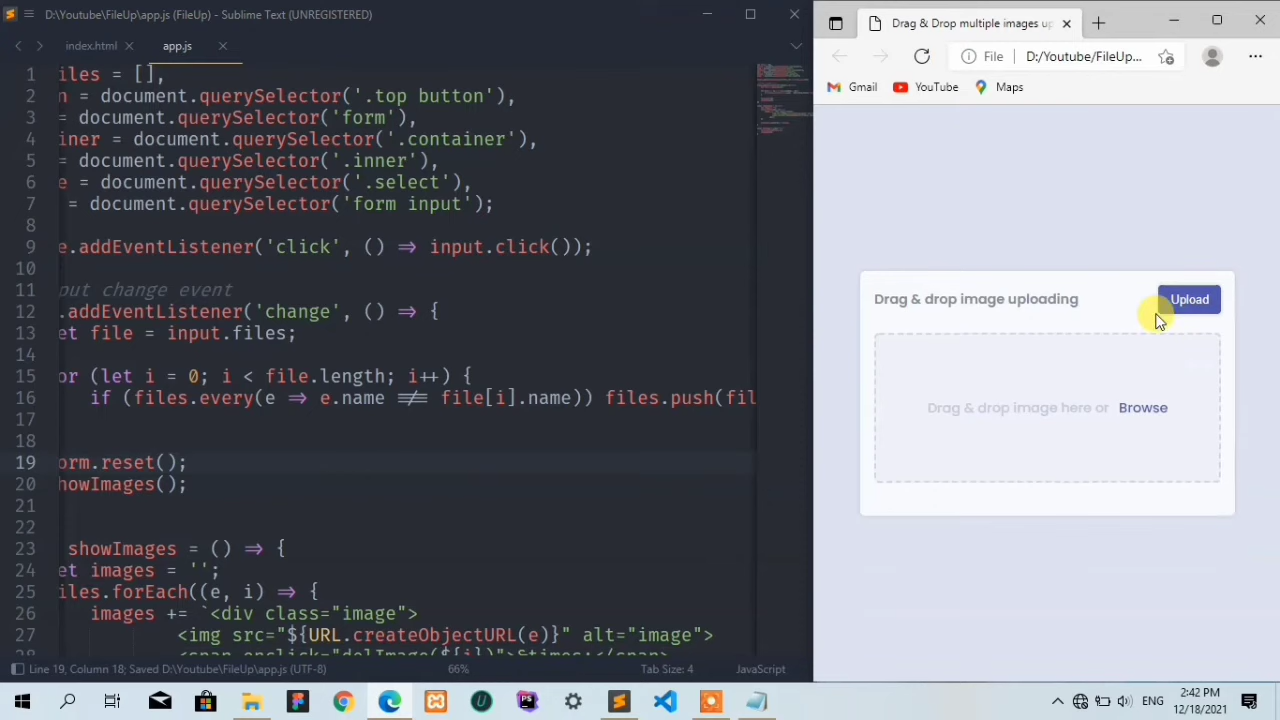 D:\Youtube\FileUp\app.js (FileUp) - Sublime Text (UNREGISTERED)
index.html
app.js
1 iles = [],
2 = document.querySelector('.top button'),
3 = document.querySelector('form'),
4 iner = document.querySelector('.container'),
5 = document.querySelector('.inner'),
6 e = document.querySelector('.select'),
7 = document.querySelector('form input');
8
9 e.addEventListener('click', () => input.click());
10
11 put change event
12 .addEventListener('change', () => {
13 et file = input.files;
14
15 or (let i = 0; i < file.length; i++) {
16 if (files.every(e => e.name !== file[i].name)) files.push(fil
17
18
19 orm.reset();
20 howImages();
21
22
23 showImages = () => {
24 et images = '';
25 iles.forEach((e, i) => {
26 images += `<div class="image">
27 <img src="${URL.createObjectURL(e)}" alt="image">
<span onclick="delImage(${i})">&times;</span>
Line 19, Column 18; Saved D:\Youtube\FileUp\app.js (UTF-8)
66%
Tab Size: 4
JavaScript
Drag & Drop multiple images up
File
D:/Youtube/FileUp...
Gmail
YouTube
Maps
Drag & drop image uploading
Upload
Drag & drop image here or Browse
ENG
2:42 PM
12/18/2021